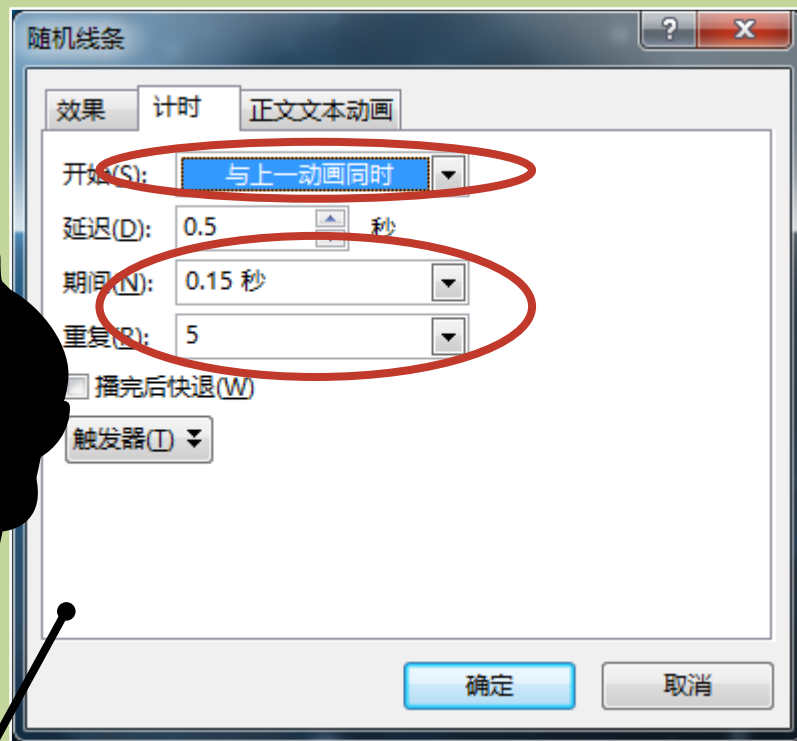 随机线条
效果 计时 正文文本动画
开始(S): 与上一动画同时
延迟(D): 0.5 秒
期间(N): 0.15 秒
重复(R): 5
播完后快退(W)
触发器(T)
确定 取消